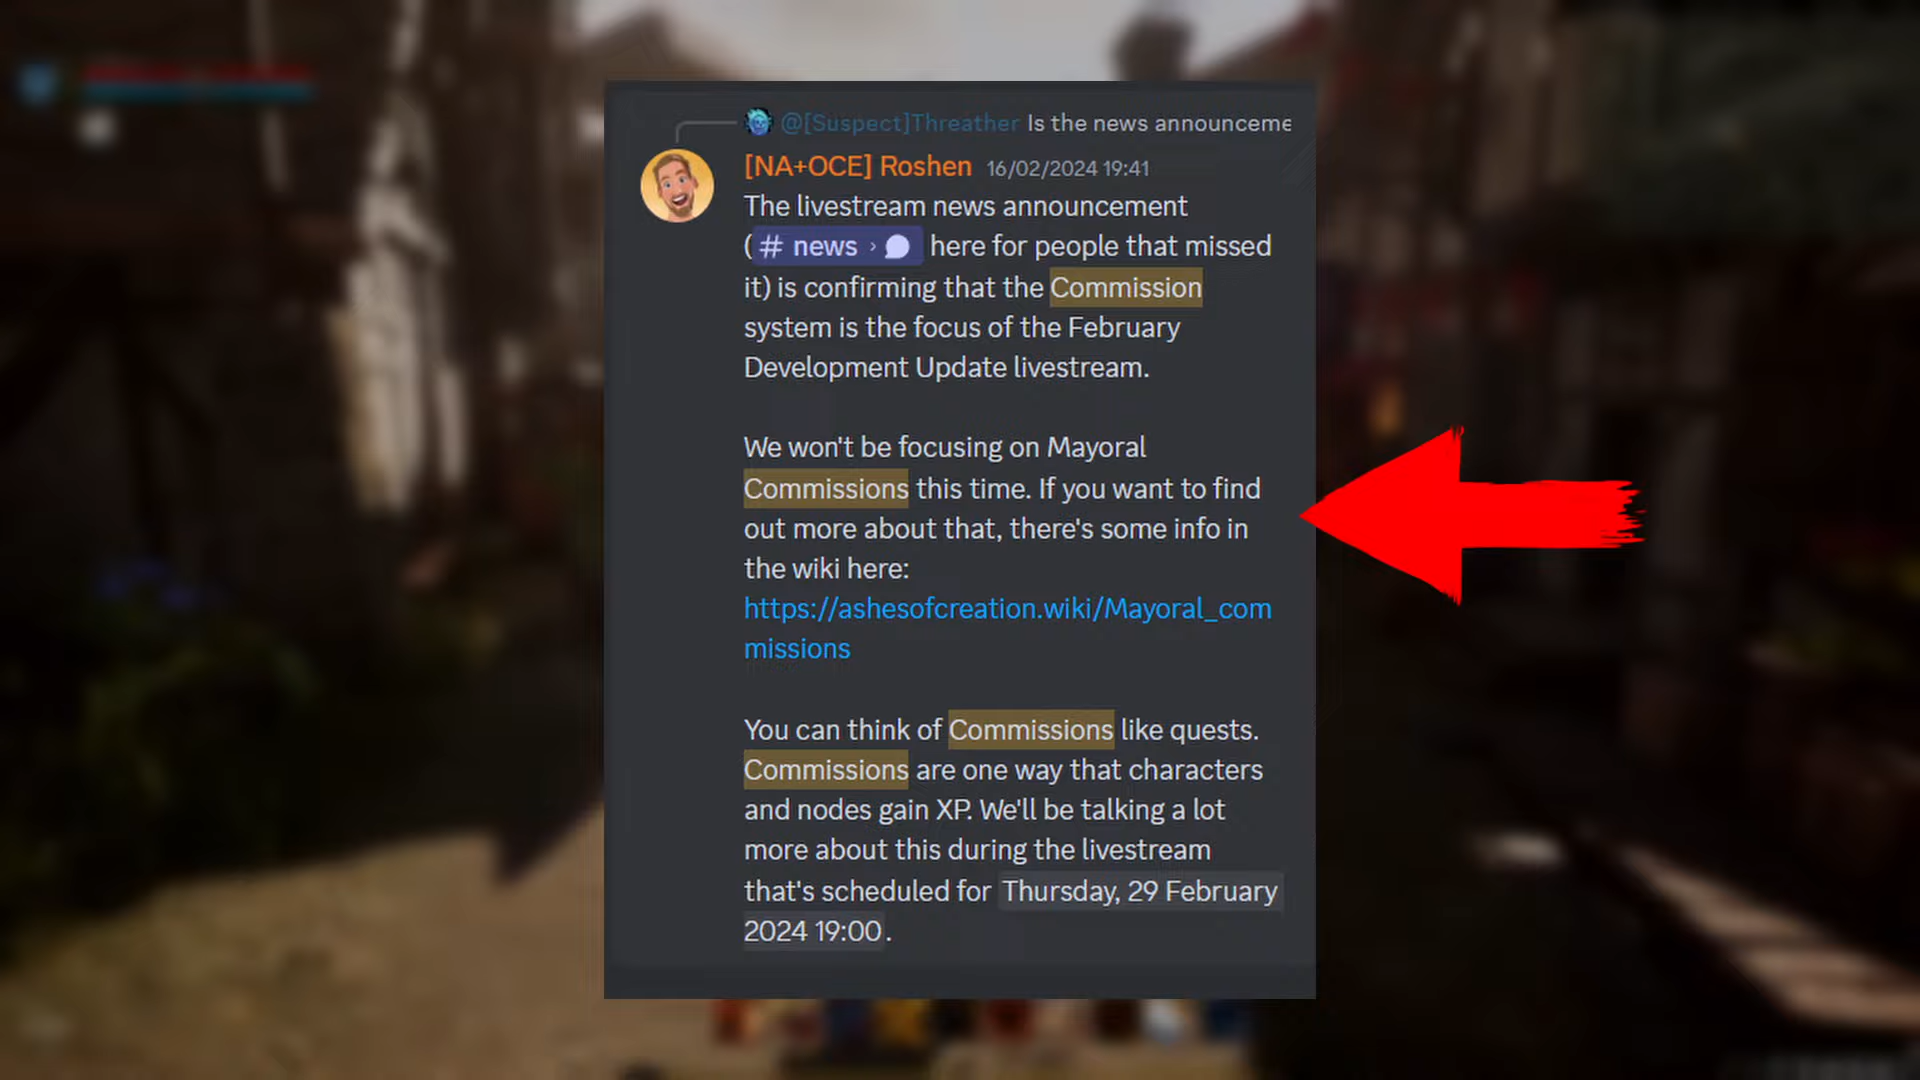 @[Suspect]Threather Is the news announceme
[NA+OCE] Roshen 16/02/2024 19:41
The livestream news announcement
(# news › here for people that missed
it) is confirming that the Commission
system is the focus of the February
Development Update livestream.
We won't be focusing on Mayoral
Commissions this time. If you want to find
out more about that, there's some info in
the wiki here:
https://ashesofcreation.wiki/Mayoral_com
missions
You can think of Commissions like quests.
Commissions are one way that characters
and nodes gain XP. We'll be talking a lot
more about this during the livestream
that's scheduled for Thursday, 29 February
2024 19:00.